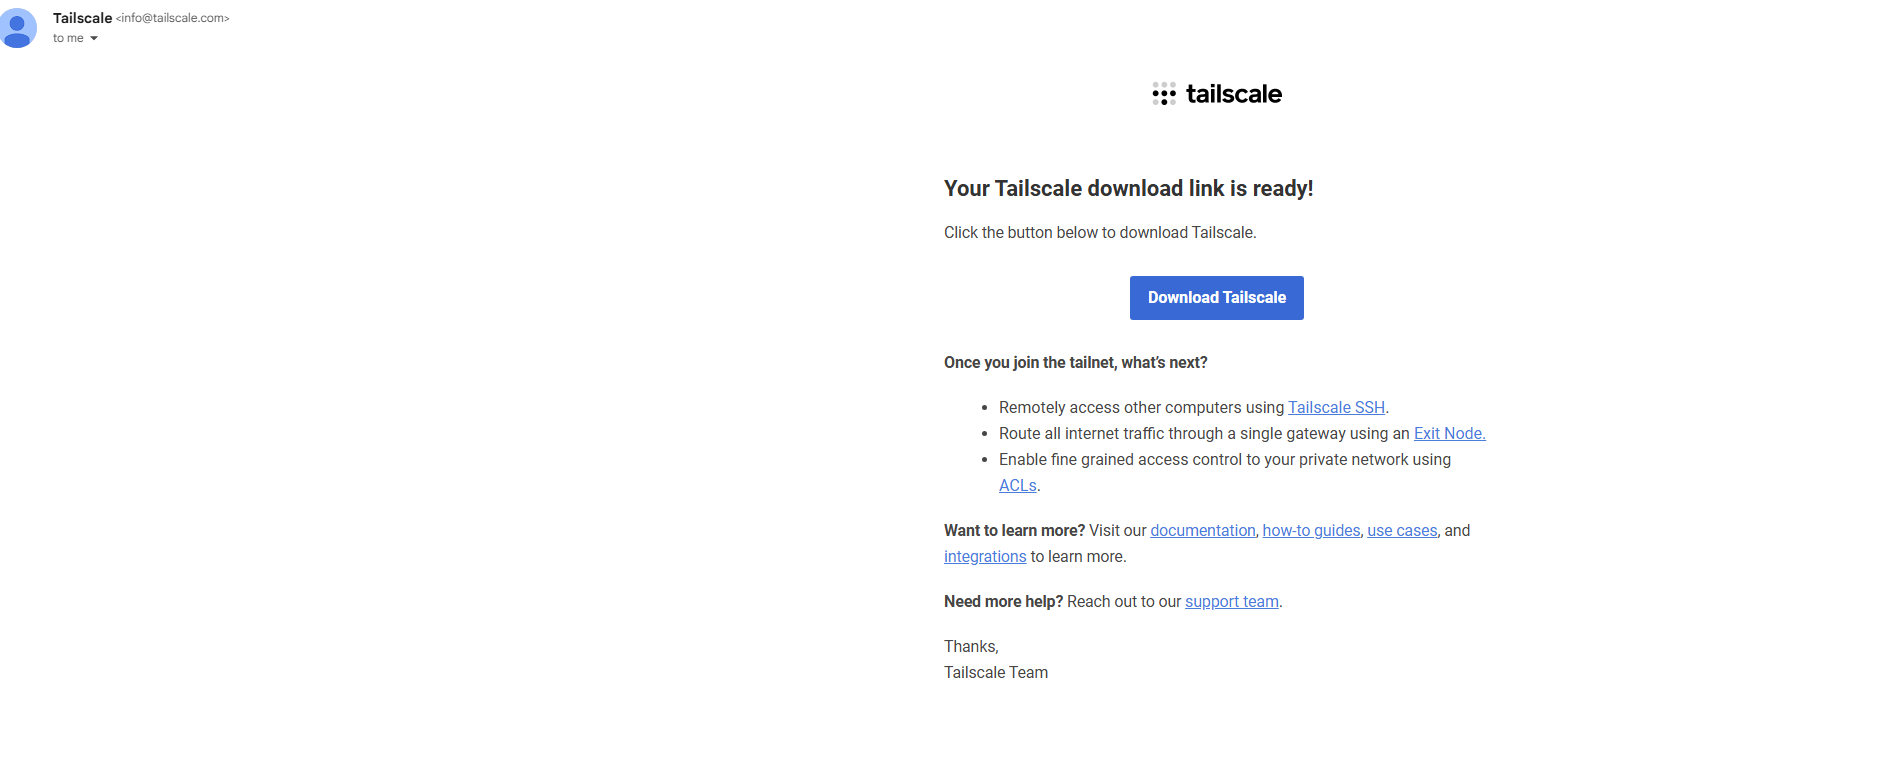 Tailscale <info@tailscale.com>
to me
tailscale
Your Tailscale download link is ready!
Click the button below to download Tailscale.
Download Tailscale
Once you join the tailnet, what's next?
• Remotely access other computers using Tailscale SSH.
• Route all internet traffic through a single gateway using an Exit Node.
• Enable fine grained access control to your private network using
ACLs.
Want to learn more? Visit our documentation, how-to guides, use cases, and
integrations to learn more.
Need more help? Reach out to our support team.
Thanks,
Tailscale Team